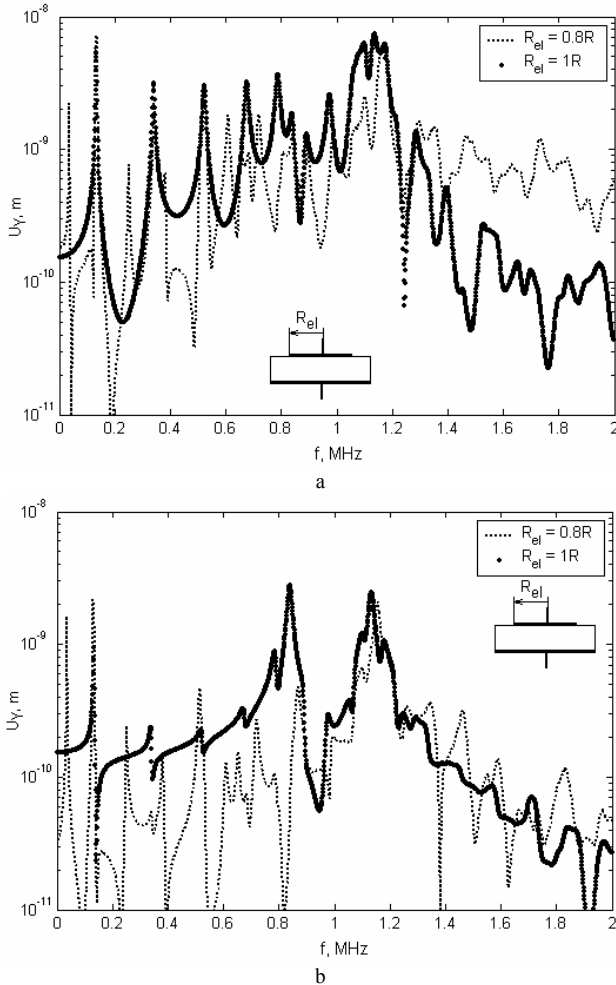 10^-8
R_el = 0.8R
R_el = 1R
10^-9
U_Y, m
10^-10
R_el
10^-11
0 0.2 0.4 0.6 0.8 1 1.2 1.4 1.6 1.8 2
f, MHz
a
10^-8
R_el = 0.8R
R_el = 1R
R_el
10^-9
U_Y, m
10^-10
10^-11
0 0.2 0.4 0.6 0.8 1 1.2 1.4 1.6 1.8 2
f, MHz
b